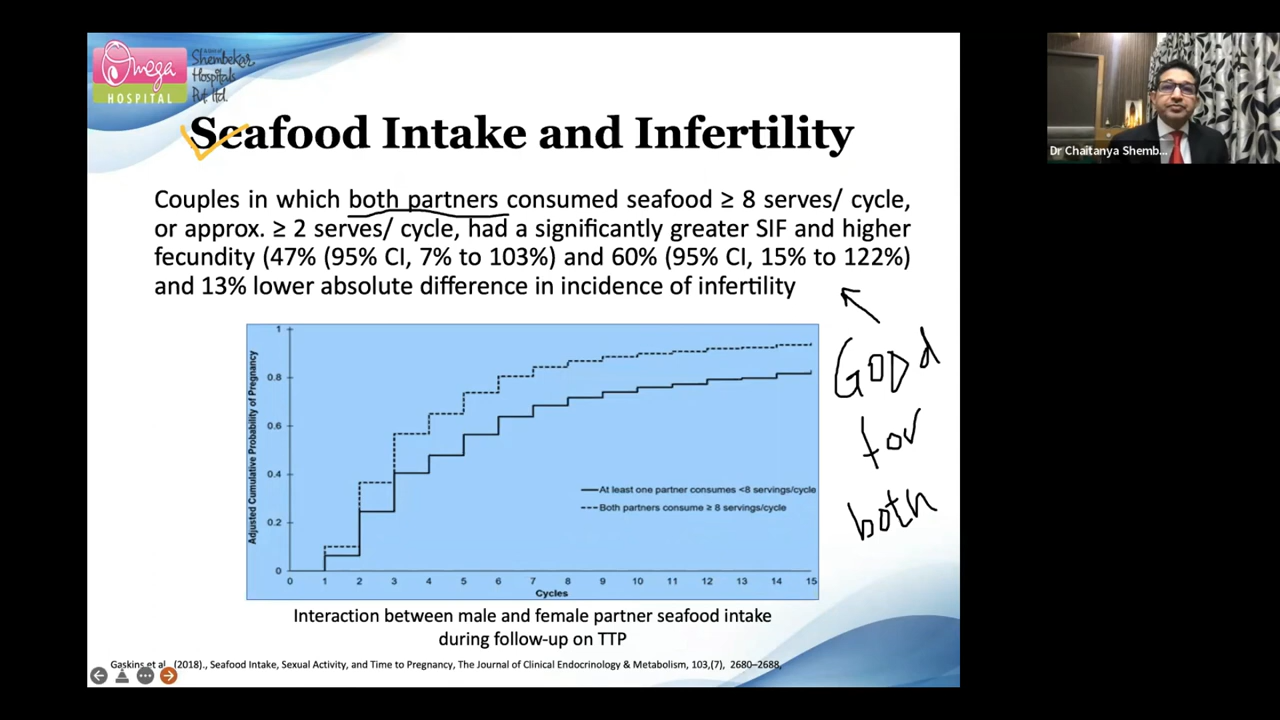 Omega
HOSPITAL
A Unit of
Shembekar
Hospitals
Pvt ltd.
Seafood Intake and Infertility
Couples in which both partners consumed seafood ≥ 8 serves/ cycle,
or approx. ≥ 2 serves/ cycle, had a significantly greater SIF and higher
fecundity (47% (95% CI, 7% to 103%) and 60% (95% CI, 15% to 122%)
and 13% lower absolute difference in incidence of infertility
GOOD
for
both
Adjusted Cumulative Probability of Pregnancy
1
0.8
0.6
0.4
0.2
0
At least one partner consumes <8 servings/cycle
Both partners consume ≥ 8 servings/cycle
0 1 2 3 4 5 6 7 8 9 10 11 12 13 14 15
Cycles
Interaction between male and female partner seafood intake
during follow-up on TTP
Gaskins et al. (2018)., Seafood Intake, Sexual Activity, and Time to Pregnancy, The Journal of Clinical Endocrinology & Metabolism, 103,(7), 2680–2688,
Dr Chaitanya Shemb...